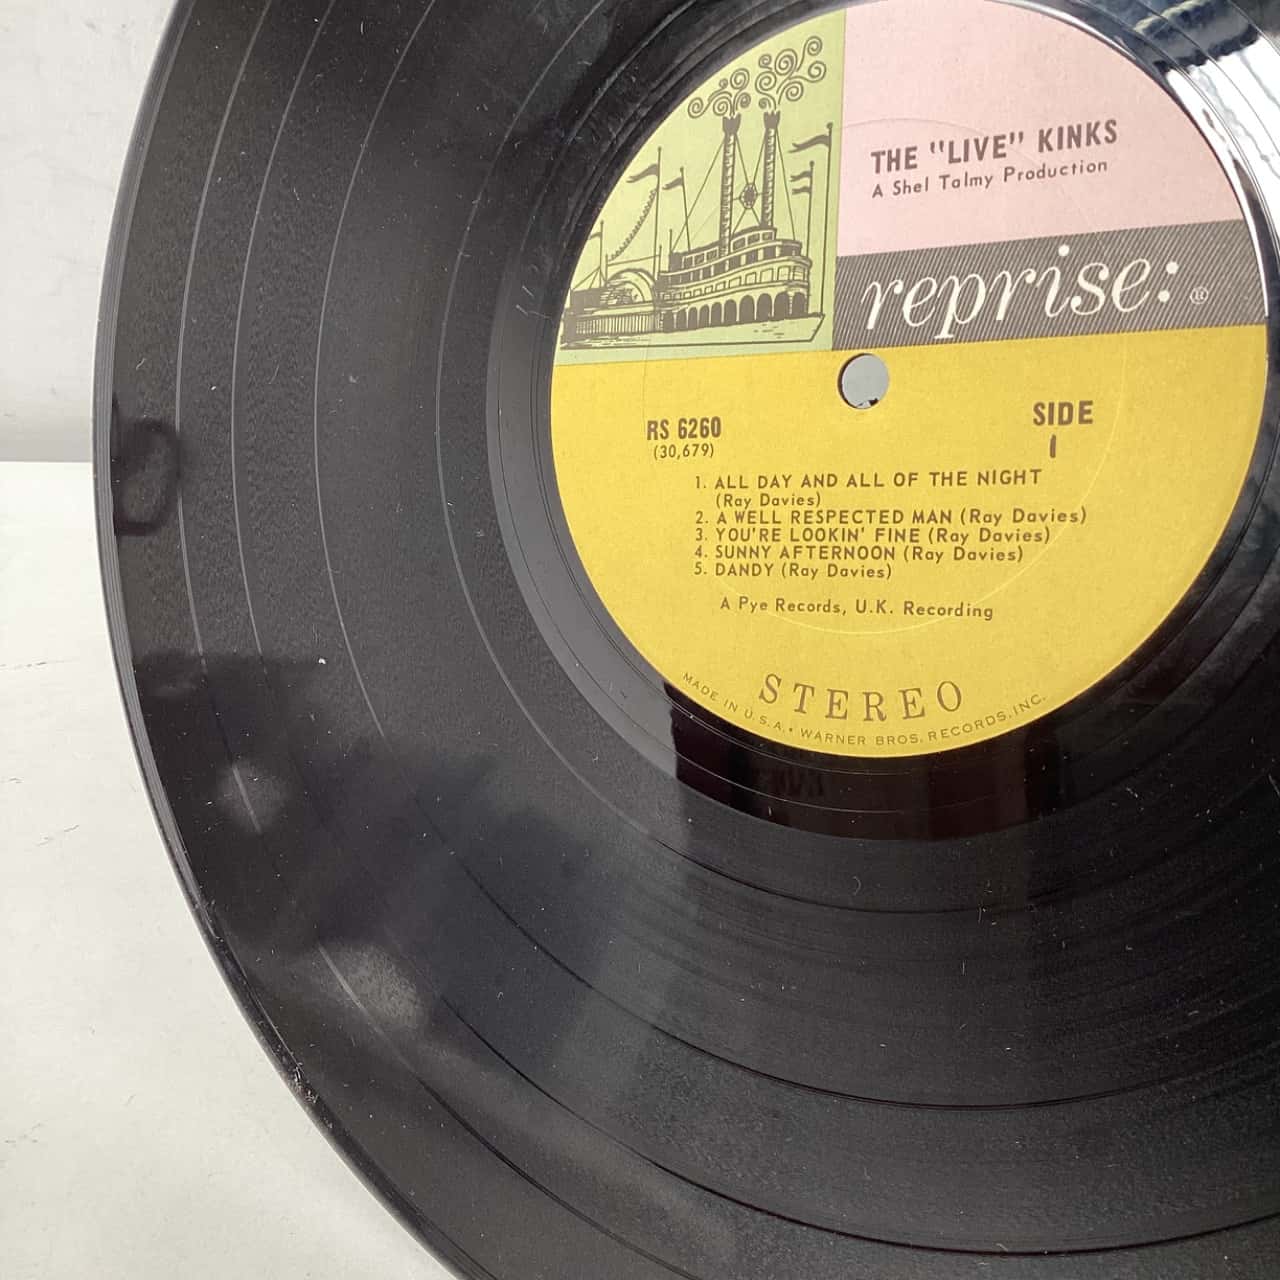 THE "LIVE" KINKS
A Shel Talmy Production
reprise: ®
RS 6260
(30,679)
SIDE
1
1. ALL DAY AND ALL OF THE NIGHT
(Ray Davies)
2. A WELL RESPECTED MAN (Ray Davies)
3. YOU'RE LOOKIN' FINE (Ray Davies)
4. SUNNY AFTERNOON (Ray Davies)
5. DANDY (Ray Davies)
A Pye Records, U.K. Recording
STEREO
MADE IN U.S.A. • WARNER BROS. RECORDS, INC.